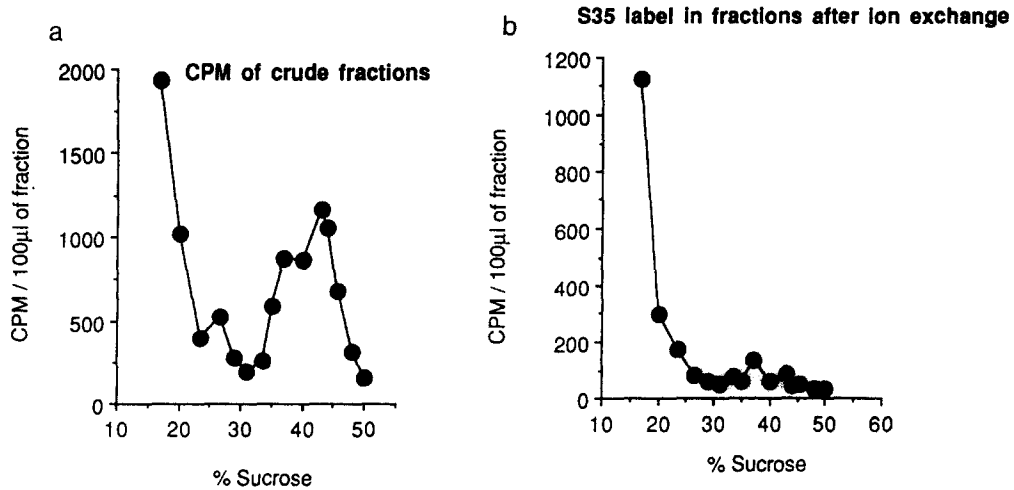 a
CPM of crude fractions
2000
1500
1000
500
0
CPM / 100µl of fraction
10 20 30 40 50
% Sucrose
b
S35 label in fractions after ion exchange
1200
1000
800
600
400
200
0
CPM / 100µl of fraction
10 20 30 40 50 60
% Sucrose